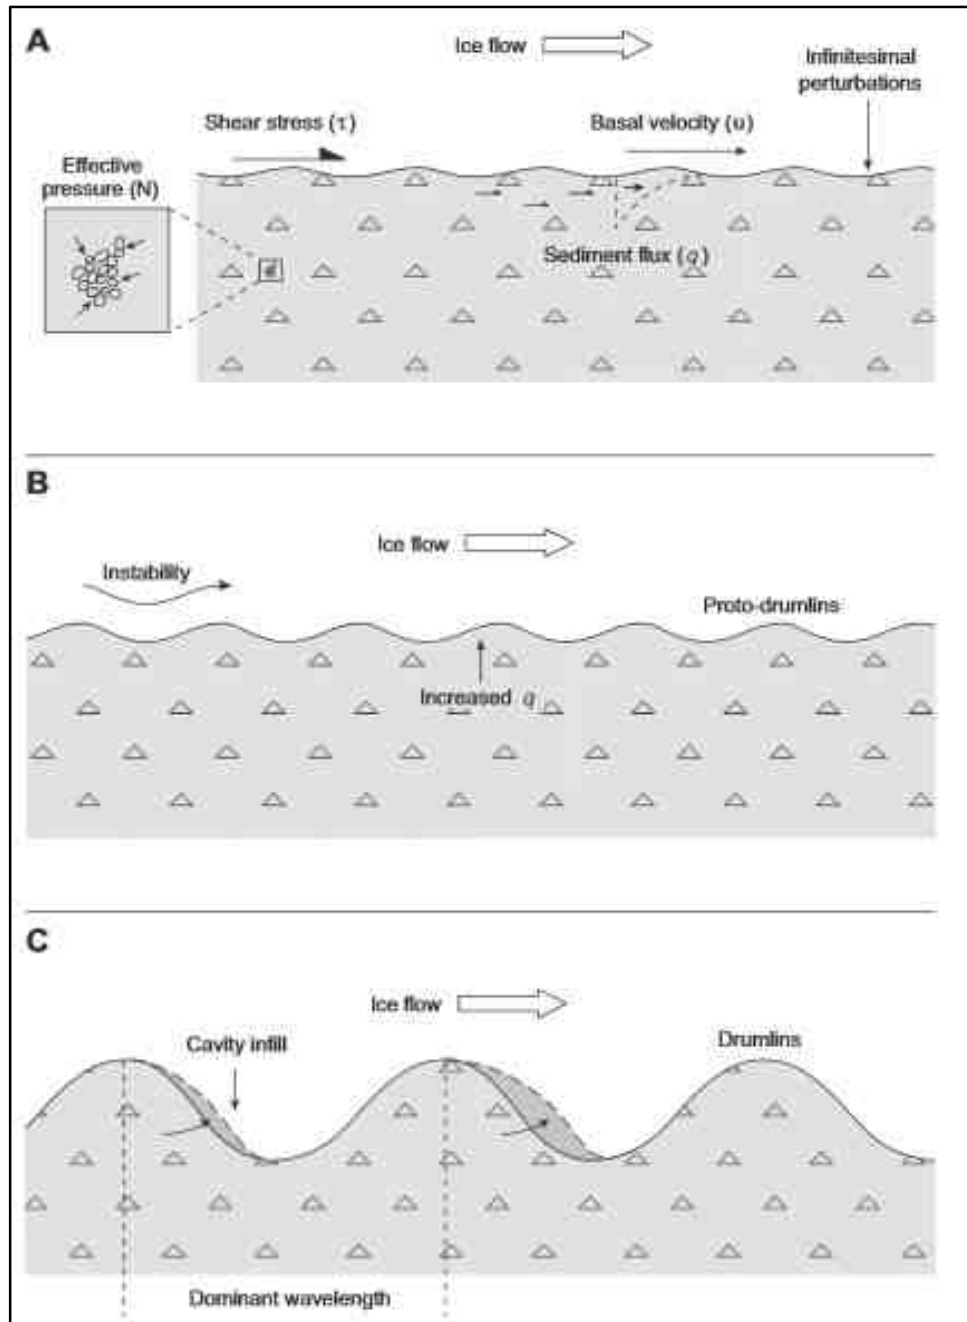 A
Ice flow
Infinitesimal
perturbations
Shear stress (τ)
Basal velocity (u)
Effective
pressure (N)
Sediment flux (q)
B
Ice flow
Instability
Proto-drumlins
Increased q
C
Ice flow
Cavity infill
Drumlins
Dominant wavelength